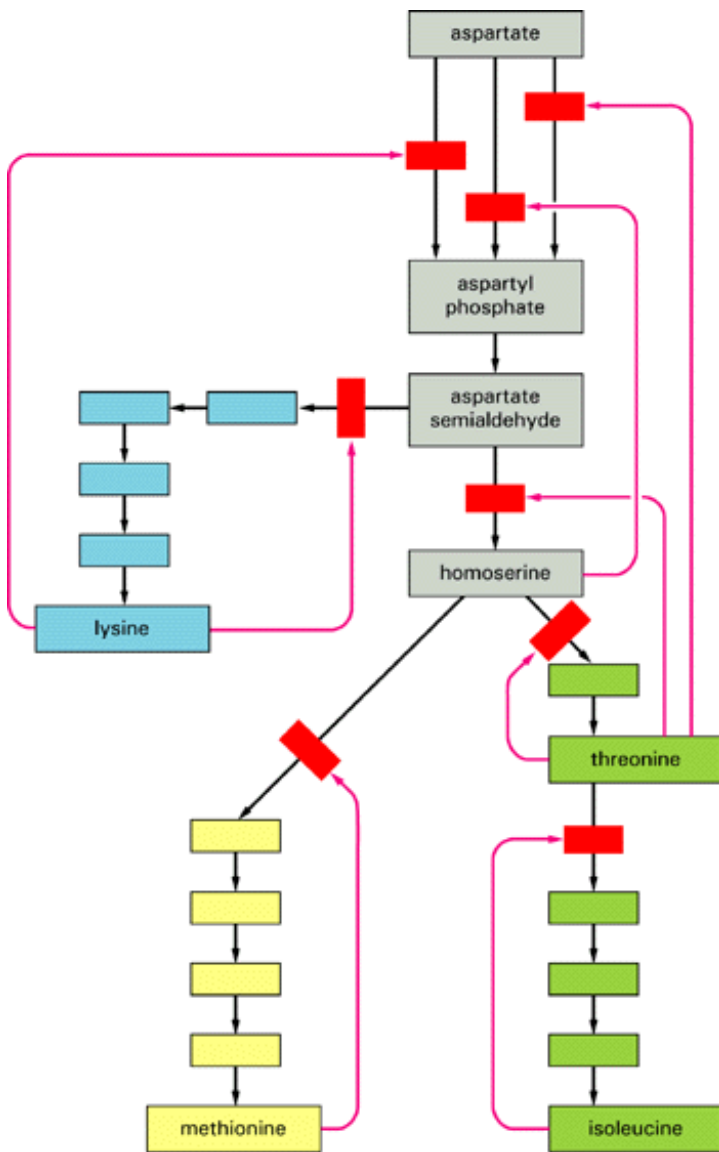 aspartate
aspartyl
phosphate
aspartate
semialdehyde
homoserine
lysine
threonine
methionine
isoleucine